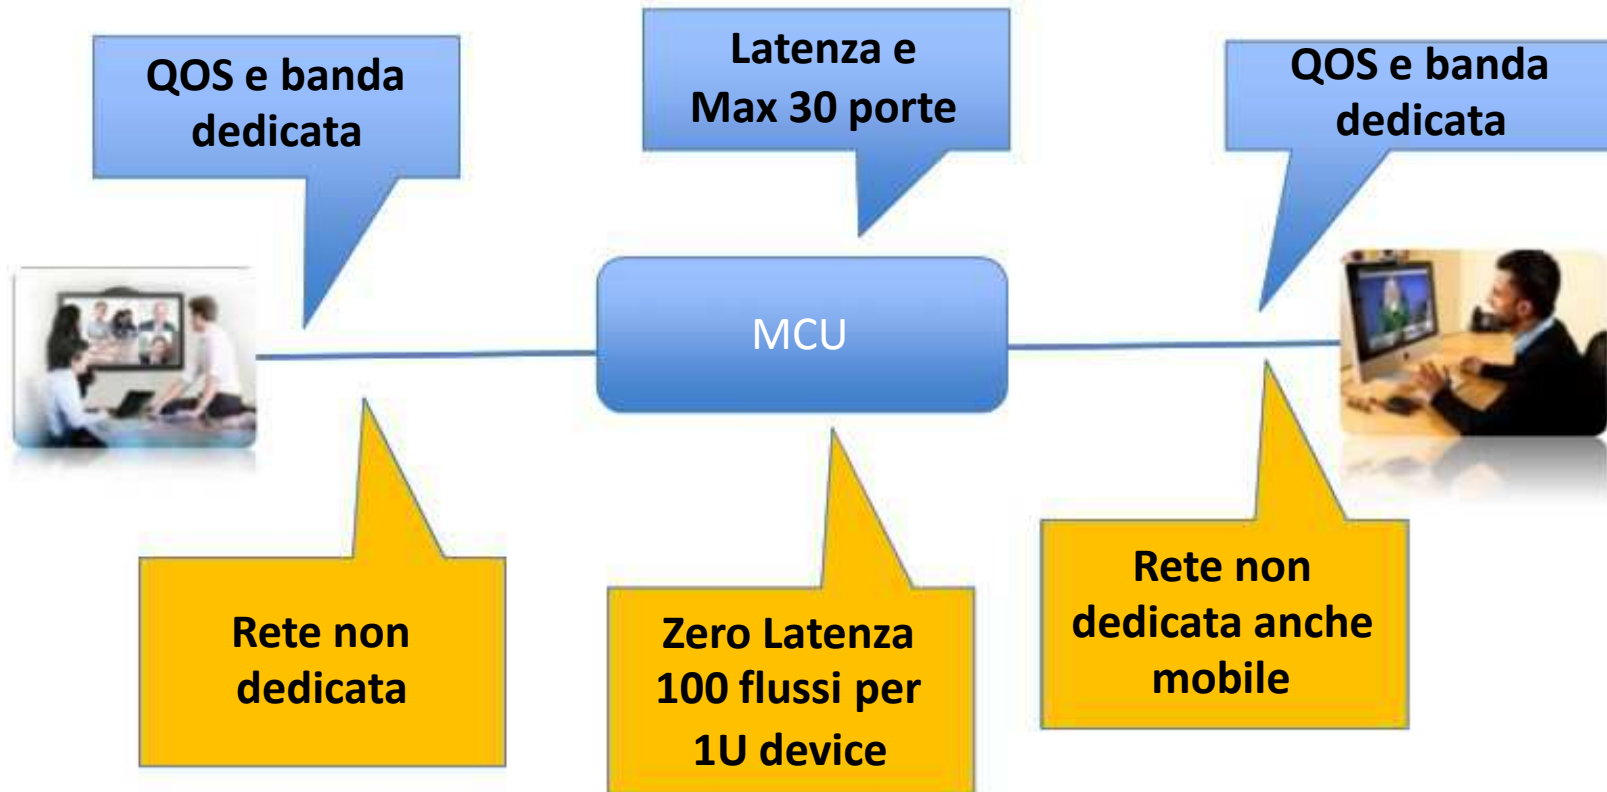 QOS e banda
dedicata
Latenza e
Max 30 porte
QOS e banda
dedicata
MCU
Rete non
dedicata
Zero Latenza
100 flussi per
1U device
Rete non
dedicata anche
mobile